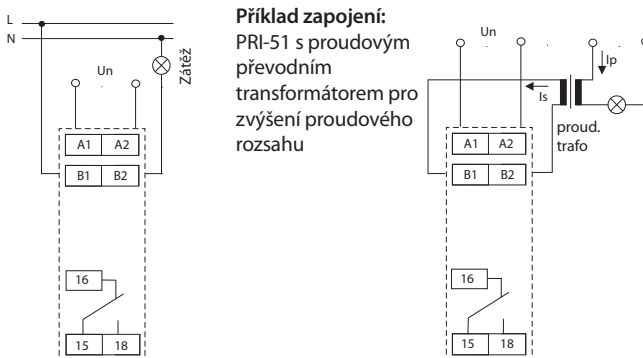 L
N
Un
Zátěž
A1 A2
B1 B2
16
15 18
Příklad zapojení:
PRI-51 s proudovým
převodním
transformátorem pro
zvýšení proudového
rozsahu
Un
Ip
Is
proud.
trafo
A1 A2
B1 B2
16
15 18